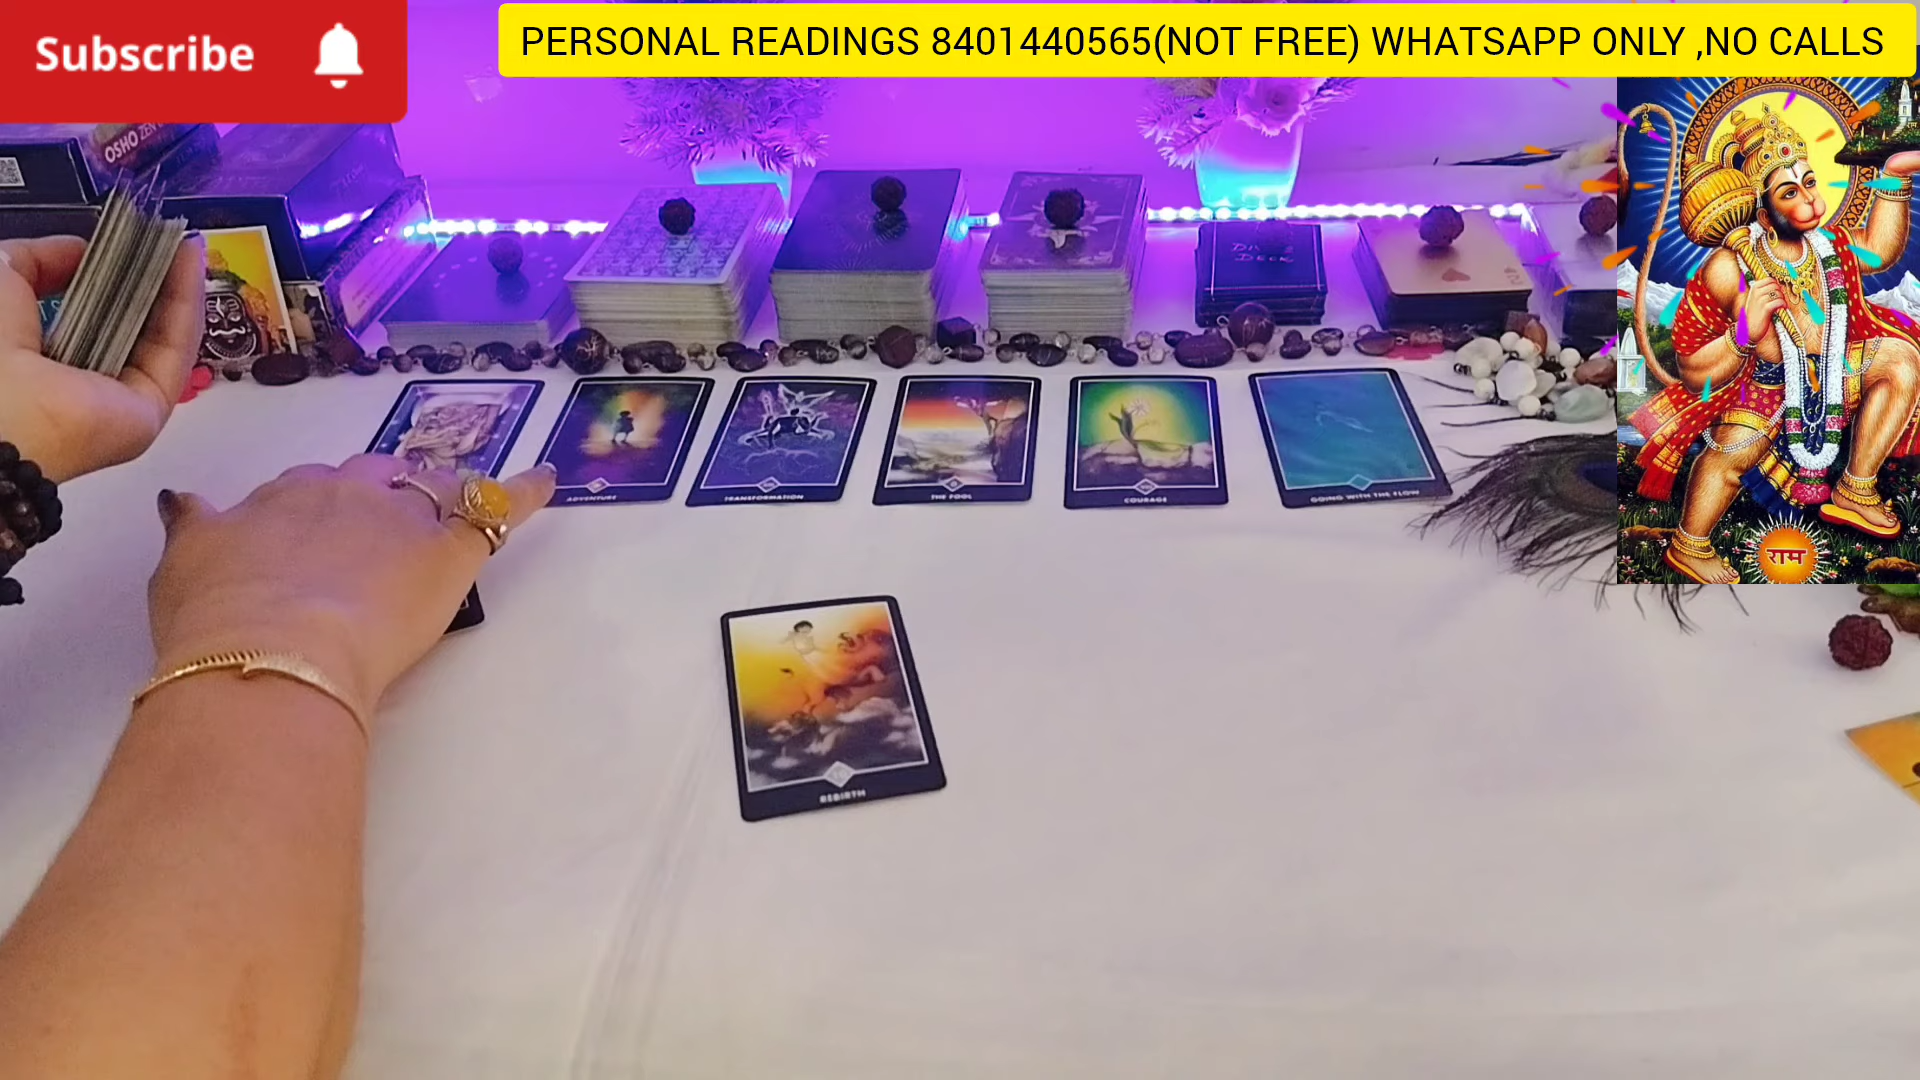 Subscribe
PERSONAL READINGS 8401440565(NOT FREE) WHATSAPP ONLY ,NO CALLS
OSHO ZEN
DECK
ADVENTURE
TRANSFORMATION
THE FOOL
COURAGE
GOING WITH THE FLOW
राम
REBIRTH